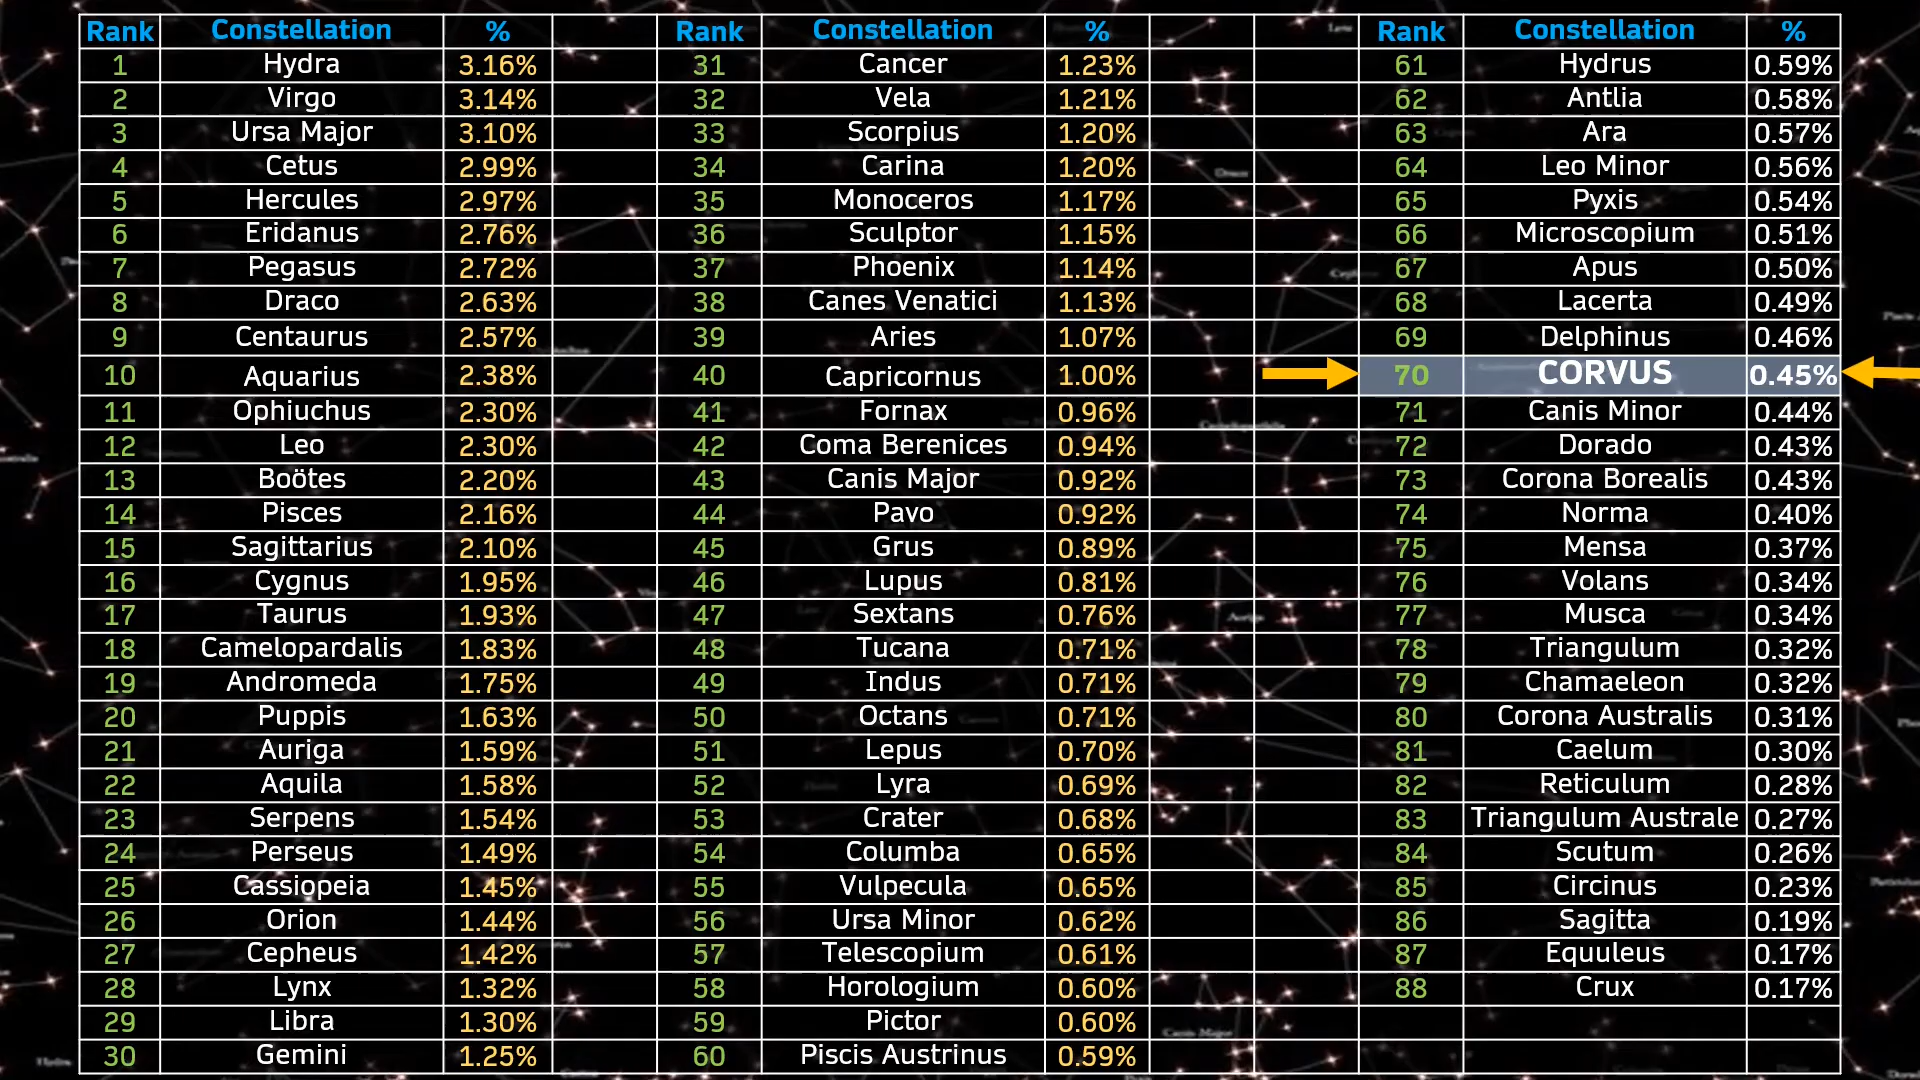 Rank Constellation % Rank Constellation % Rank Constellation %
1 Hydra 3.16% 31 Cancer 1.23% 61 Hydrus 0.59%
2 Virgo 3.14% 32 Vela 1.21% 62 Antlia 0.58%
3 Ursa Major 3.10% 33 Scorpius 1.20% 63 Ara 0.57%
4 Cetus 2.99% 34 Carina 1.20% 64 Leo Minor 0.56%
5 Hercules 2.97% 35 Monoceros 1.17% 65 Pyxis 0.54%
6 Eridanus 2.76% 36 Sculptor 1.15% 66 Microscopium 0.51%
7 Pegasus 2.72% 37 Phoenix 1.14% 67 Apus 0.50%
8 Draco 2.63% 38 Canes Venatici 1.13% 68 Lacerta 0.49%
9 Centaurus 2.57% 39 Aries 1.07% 69 Delphinus 0.46%
10 Aquarius 2.38% 40 Capricornus 1.00% 70 CORVUS 0.45%
11 Ophiuchus 2.30% 41 Fornax 0.96% 71 Canis Minor 0.44%
12 Leo 2.30% 42 Coma Berenices 0.94% 72 Dorado 0.43%
13 Boötes 2.20% 43 Canis Major 0.92% 73 Corona Borealis 0.43%
14 Pisces 2.16% 44 Pavo 0.92% 74 Norma 0.40%
15 Sagittarius 2.10% 45 Grus 0.89% 75 Mensa 0.37%
16 Cygnus 1.95% 46 Lupus 0.81% 76 Volans 0.34%
17 Taurus 1.93% 47 Sextans 0.76% 77 Musca 0.34%
18 Camelopardalis 1.83% 48 Tucana 0.71% 78 Triangulum 0.32%
19 Andromeda 1.75% 49 Indus 0.71% 79 Chamaeleon 0.32%
20 Puppis 1.63% 50 Octans 0.71% 80 Corona Australis 0.31%
21 Auriga 1.59% 51 Lepus 0.70% 81 Caelum 0.30%
22 Aquila 1.58% 52 Lyra 0.69% 82 Reticulum 0.28%
23 Serpens 1.54% 53 Crater 0.68% 83 Triangulum Australe 0.27%
24 Perseus 1.49% 54 Columba 0.65% 84 Scutum 0.26%
25 Cassiopeia 1.45% 55 Vulpecula 0.65% 85 Circinus 0.23%
26 Orion 1.44% 56 Ursa Minor 0.62% 86 Sagitta 0.19%
27 Cepheus 1.42% 57 Telescopium 0.61% 87 Equuleus 0.17%
28 Lynx 1.32% 58 Horologium 0.60% 88 Crux 0.17%
29 Libra 1.30% 59 Pictor 0.60%
30 Gemini 1.25% 60 Piscis Austrinus 0.59%